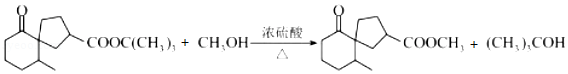 O O
COOC(CH₃)₃ + CH₃OH 浓硫酸 △ COOCH₃ + (CH₃)₃COH